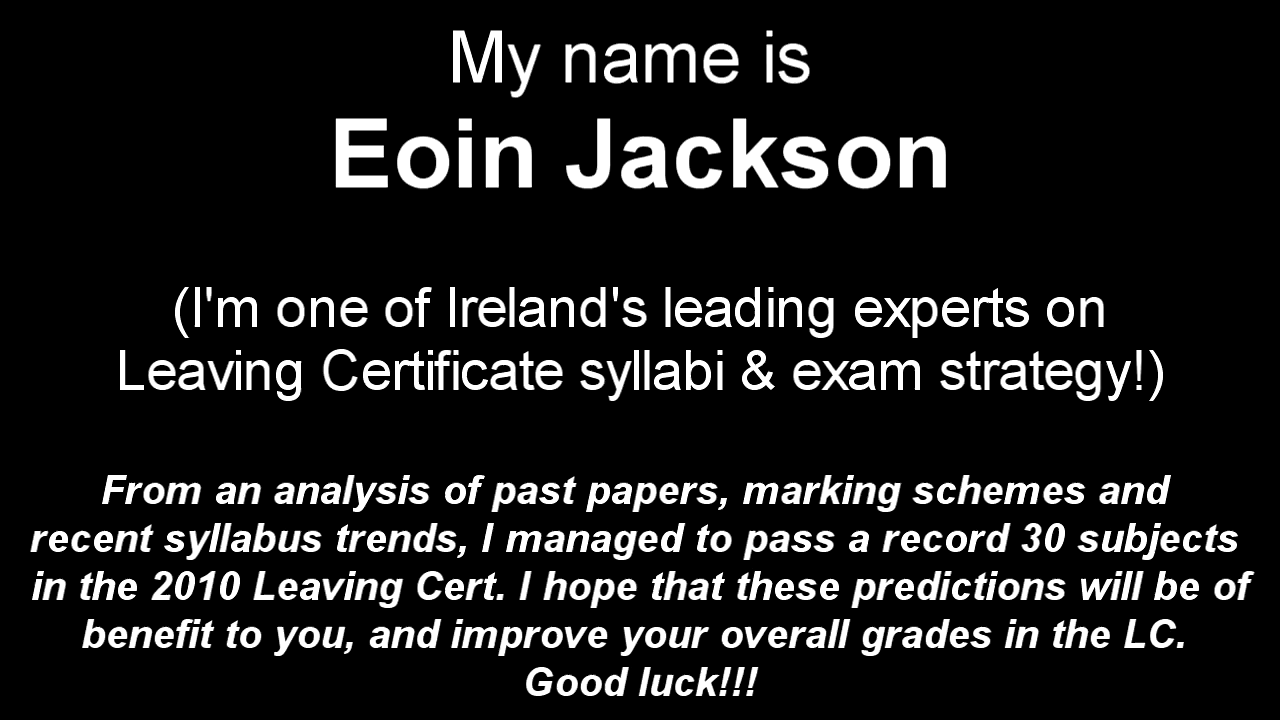 My name is
Eoin Jackson
(I'm one of Ireland's leading experts on
Leaving Certificate syllabi & exam strategy!)
From an analysis of past papers, marking schemes and
recent syllabus trends, I managed to pass a record 30 subjects
in the 2010 Leaving Cert. I hope that these predictions will be of
benefit to you, and improve your overall grades in the LC.
Good luck!!!